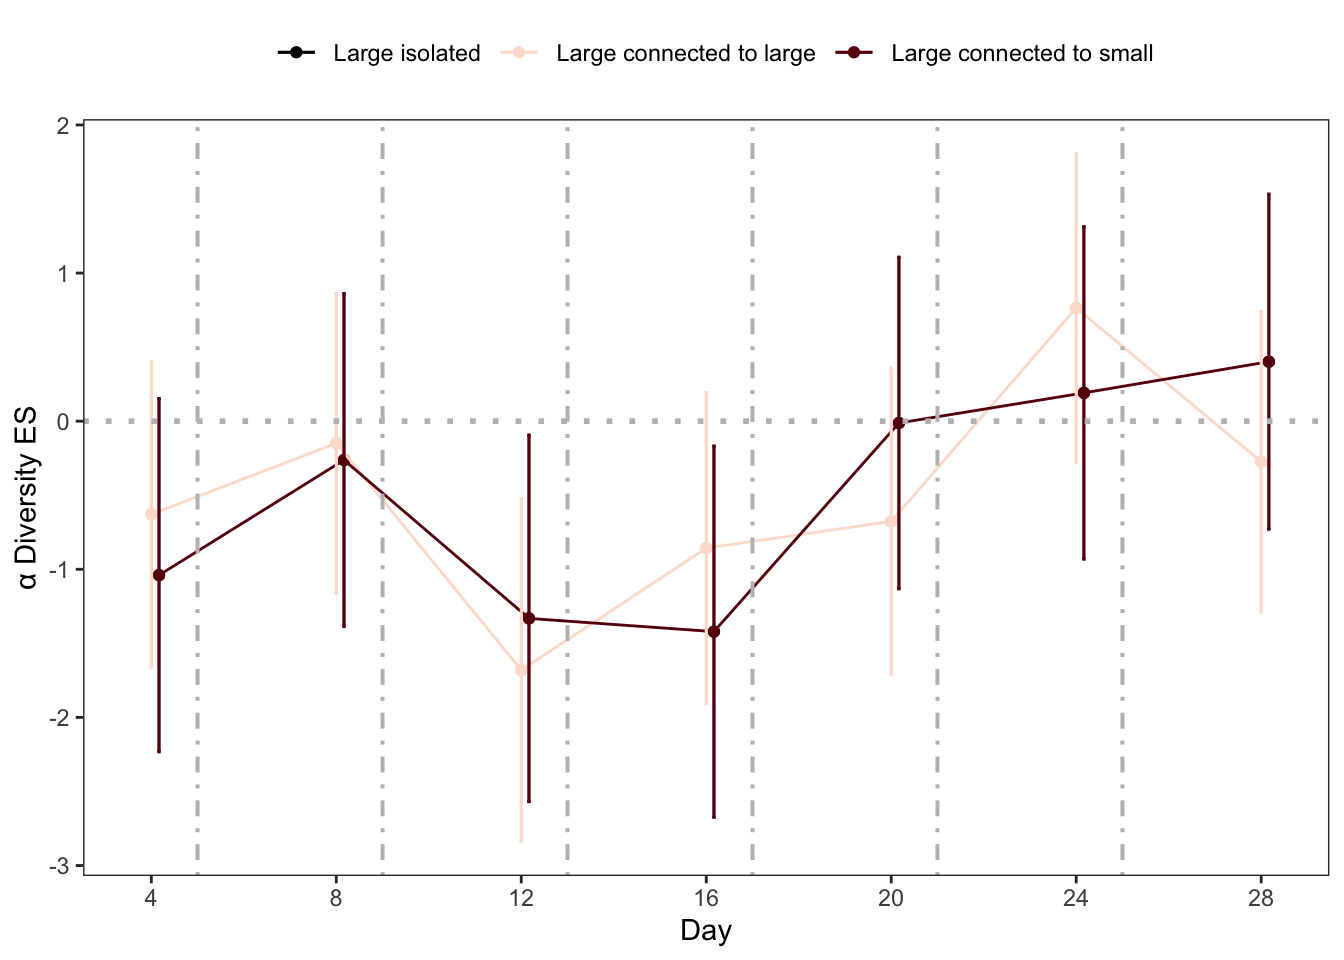 Large isolated Large connected to large Large connected to small
2
1
0
-1
-2
-3
α Diversity ES
4 8 12 16 20 24 28
Day